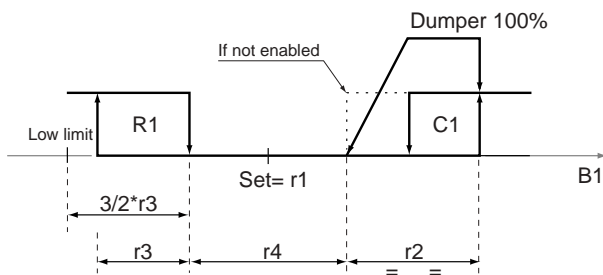 Dumper 100%
If not enabled
R1
C1
Low limit
Set= r1
B1
3/2*r3
r3
r4
r2
= =